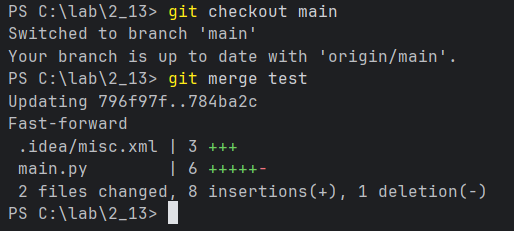 PS C:\lab\2_13> git checkout main
Switched to branch 'main'
Your branch is up to date with 'origin/main'.
PS C:\lab\2_13> git merge test
Updating 796f97f..784ba2c
Fast-forward
 .idea/misc.xml | 3 +++
 main.py        | 6 +++++-
 2 files changed, 8 insertions(+), 1 deletion(-)
PS C:\lab\2_13>